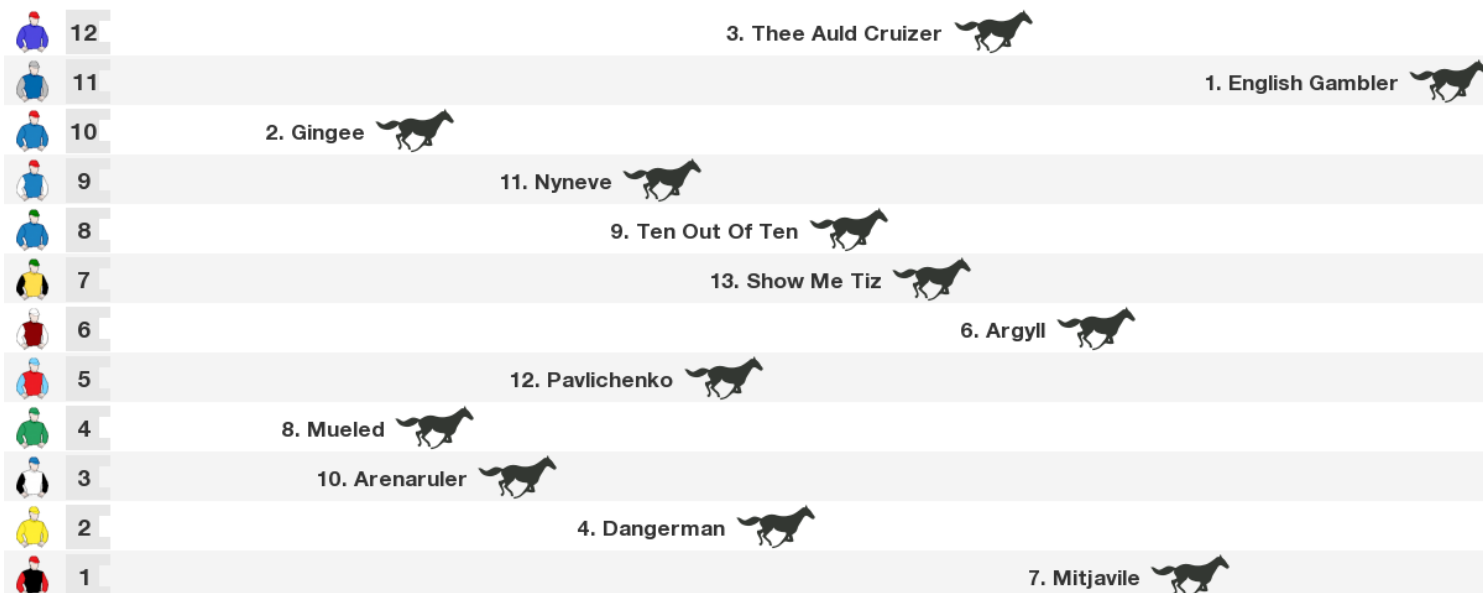 12 3. Thee Auld Cruizer
11 1. English Gambler
10 2. Gingee
9 11. Nyneve
8 9. Ten Out Of Ten
7 13. Show Me Tiz
6 6. Argyll
5 12. Pavlichenko
4 8. Mueled
3 10. Arenaruler
2 4. Dangerman
1 7. Mitjavile